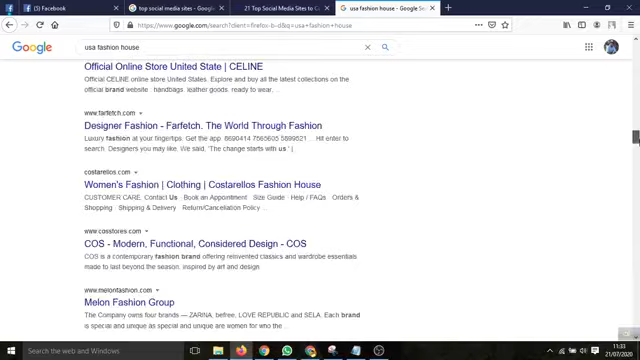 Facebook
Facebook
top social media sites - Google
21 Top Social Media Sites to C
usa fashion house - Google Sea
https://www.google.com/search?client=firefox-b-d&q=usa+fashion+house
Google
usa fashion house
Official Online Store United State | CELINE
Official CELINE online store United States. Explore and buy all the latest collections on the
official brand website : handbags, leather goods, ready to wear, ...
www.farfetch.com
Designer Fashion - Farfetch. The World Through Fashion
Luxury fashion at your fingertips. Get the app. 8690414 7565605 5699521 ... Hit enter to
search. Designers you may like. We said, 'The change starts with us '.|
costarellos.com
Women's Fashion | Clothing | Costarellos Fashion House
CUSTOMER CARE. Contact Us · Book an Appointment · Size Guide · Help / FAQs · Orders &
Shopping · Shipping & Delivery · Return/Cancellation Policy ·
www.cosstores.com
COS - Modern, Functional, Considered Design - COS
COS is a contemporary fashion brand offering reinvented classics and wardrobe essentials
made to last beyond the season, inspired by art and design.
www.melonfashion.com
Melon Fashion Group
The Company owns four brands — ZARINA, befree, LOVE REPUBLIC and SELA. Each brand
is special and unique as special and unique are women for who the ...
Search the web and Windows
11:33
21/07/2020